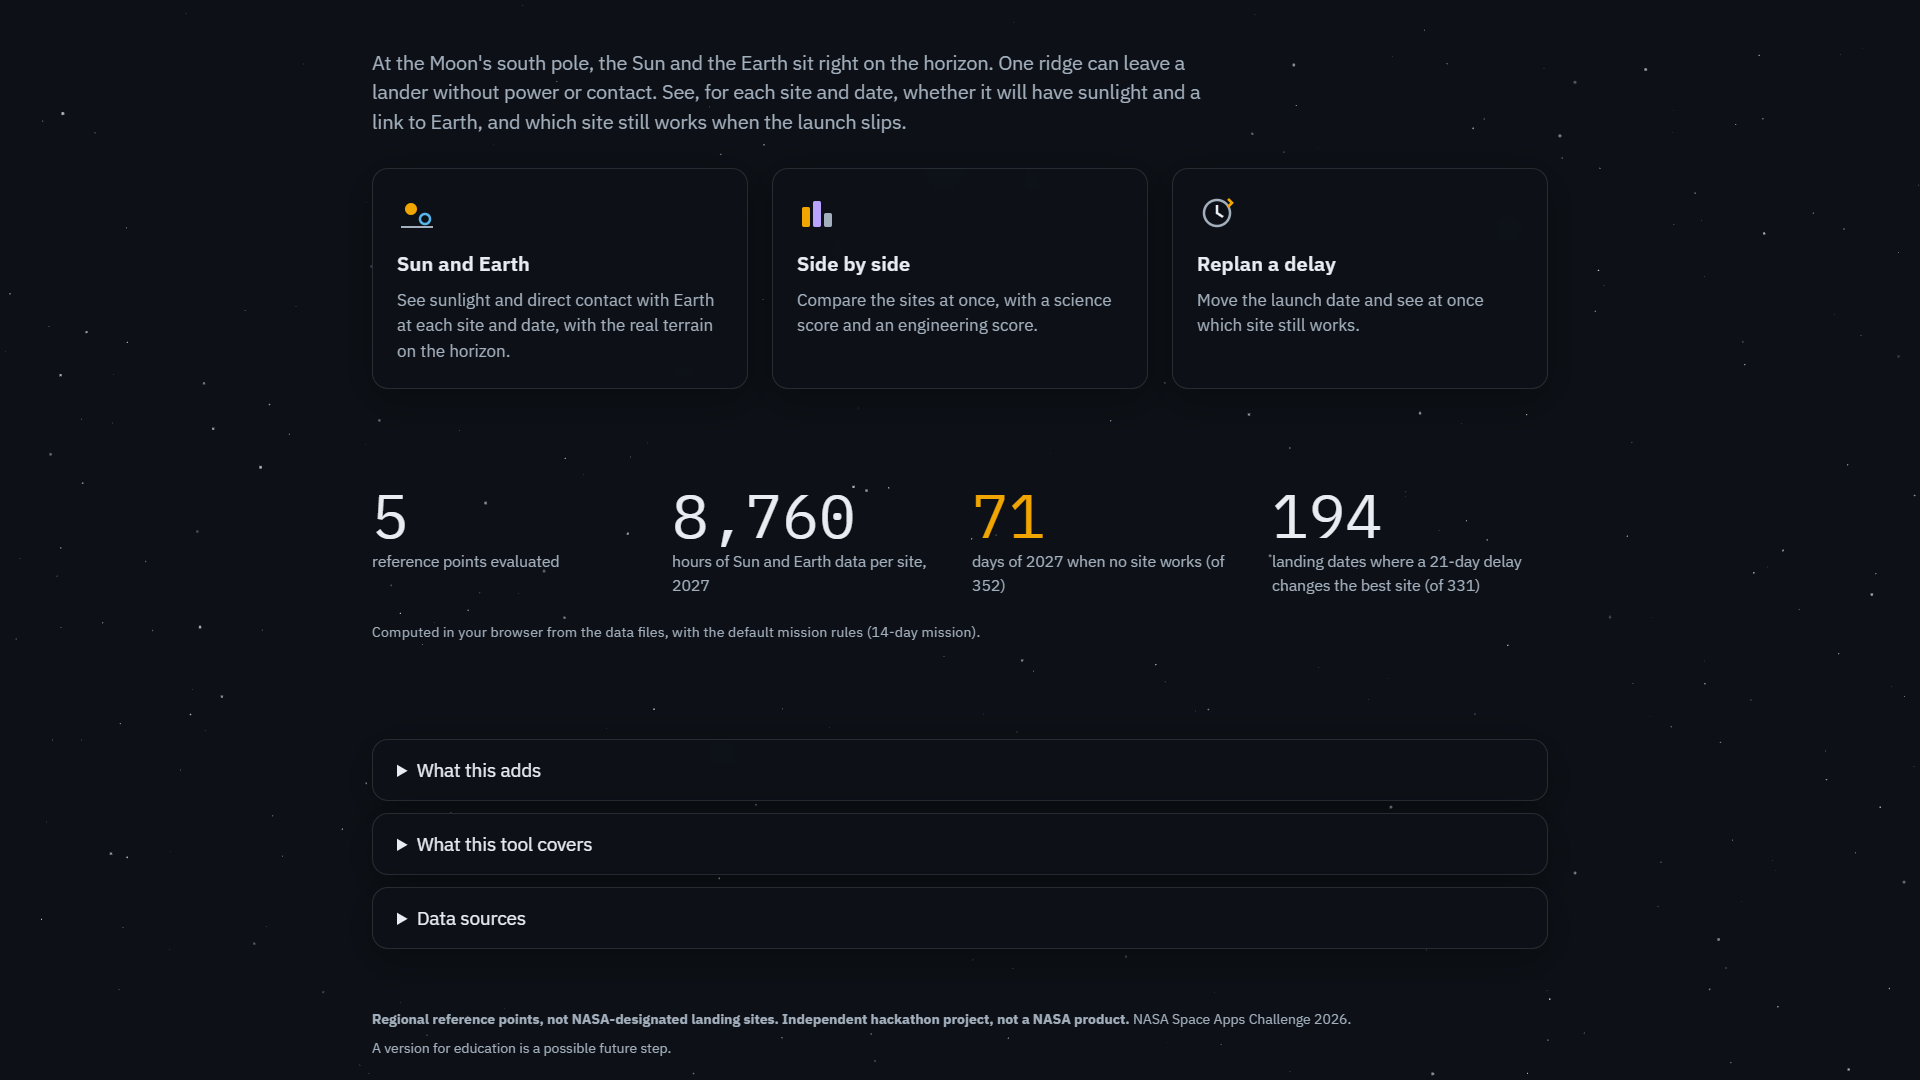 At the Moon's south pole, the Sun and the Earth sit right on the horizon. One ridge can leave a
lander without power or contact. See, for each site and date, whether it will have sunlight and a
link to Earth, and which site still works when the launch slips.
Sun and Earth
See sunlight and direct contact with Earth
at each site and date, with the real terrain
on the horizon.
Side by side
Compare the sites at once, with a science
score and an engineering score.
Replan a delay
Move the launch date and see at once
which site still works.
5
reference points evaluated
8,760
hours of Sun and Earth data per site,
2027
71
days of 2027 when no site works (of
352)
194
landing dates where a 21-day delay
changes the best site (of 331)
Computed in your browser from the data files, with the default mission rules (14-day mission).
What this adds
What this tool covers
Data sources
Regional reference points, not NASA-designated landing sites. Independent hackathon project, not a NASA product. NASA Space Apps Challenge 2026.
A version for education is a possible future step.